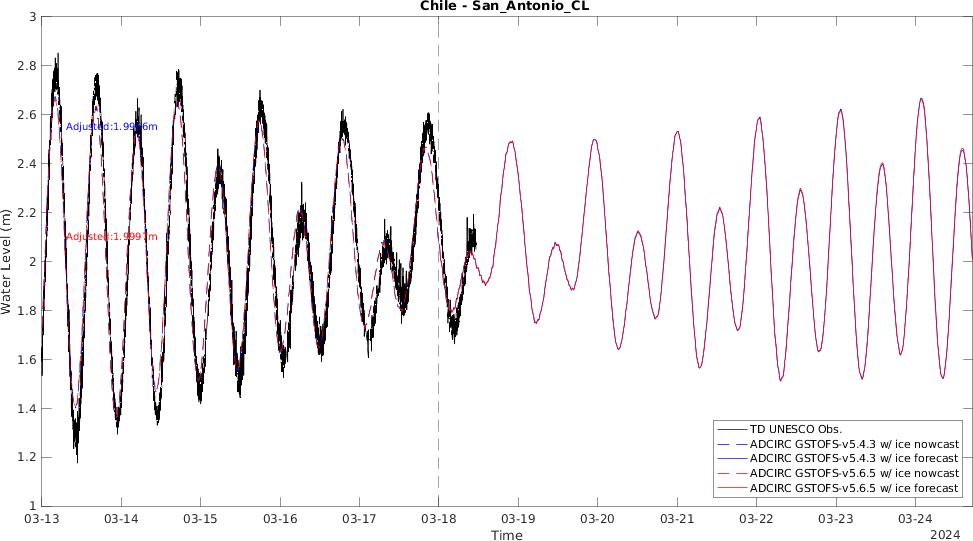 Chile - San_Antonio_CL
3
2.8
2.6
2.4
2.2
2
1.8
1.6
1.4
1.2
1
Water Level (m)
Adjusted:1.9996m
Adjusted:1.9991m
TD UNESCO Obs.
ADCIRC GSTOFS-v5.4.3 w/ ice nowcast
ADCIRC GSTOFS-v5.4.3 w/ ice forecast
ADCIRC GSTOFS-v5.6.5 w/ ice nowcast
ADCIRC GSTOFS-v5.6.5 w/ ice forecast
03-13 03-14 03-15 03-16 03-17 03-18 03-19 03-20 03-21 03-22 03-23 03-24
Time
2024